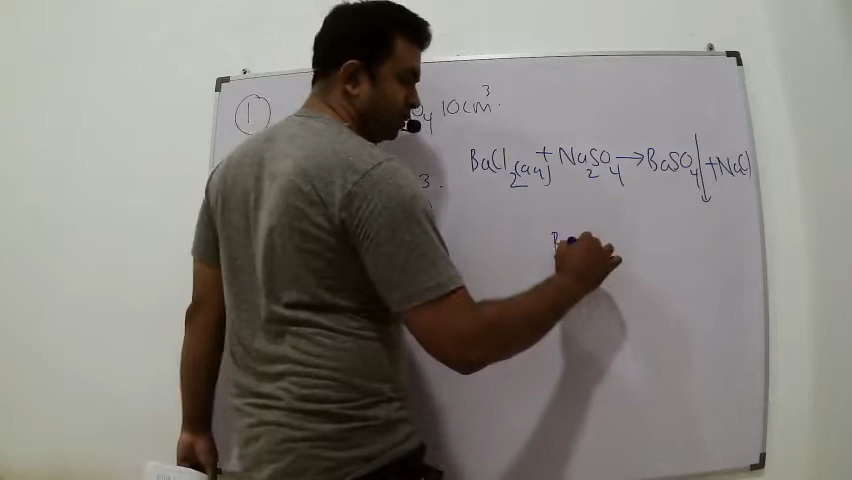 1
O4 10cm³.
BaCl2(aq) + Na2SO4 → BaSO4↓ + NaCl
3.
B